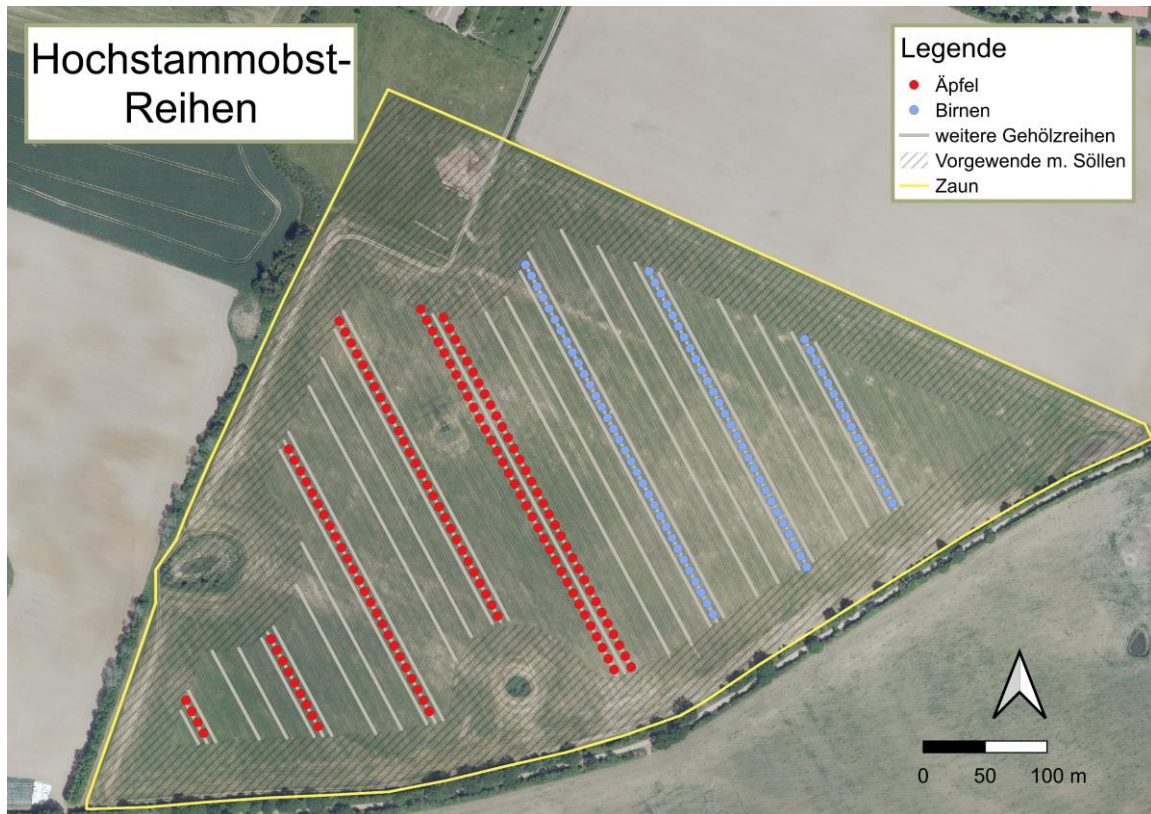 Hochstammobst-
Reihen
Legende
Äpfel
Birnen
weitere Gehölzreihen
Vorgewende m. Söllen
Zaun
0 50 100 m